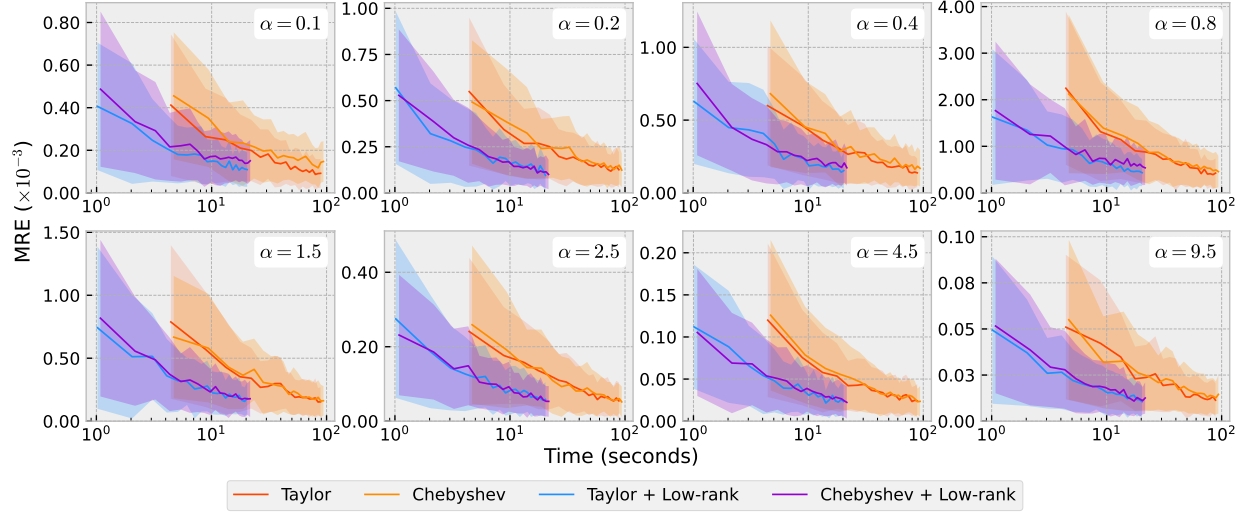 α = 0.1
α = 0.2
α = 0.4
α = 0.8
0.80
0.60
0.40
0.20
0.00
1.00
0.75
0.50
0.25
0.00
1.00
0.50
0.00
4.00
3.00
2.00
1.00
0.00
10⁰ 10¹ 10²
10⁰ 10¹ 10²
10⁰ 10¹ 10²
10⁰ 10¹ 10²
MRE (×10⁻³)
α = 1.5
α = 2.5
α = 4.5
α = 9.5
1.50
1.00
0.50
0.00
0.40
0.20
0.00
0.20
0.15
0.10
0.05
0.00
0.10
0.08
0.05
0.03
0.00
10⁰ 10¹ 10²
10⁰ 10¹ 10²
10⁰ 10¹ 10²
10⁰ 10¹ 10²
Time (seconds)
Taylor Chebyshev Taylor + Low-rank Chebyshev + Low-rank